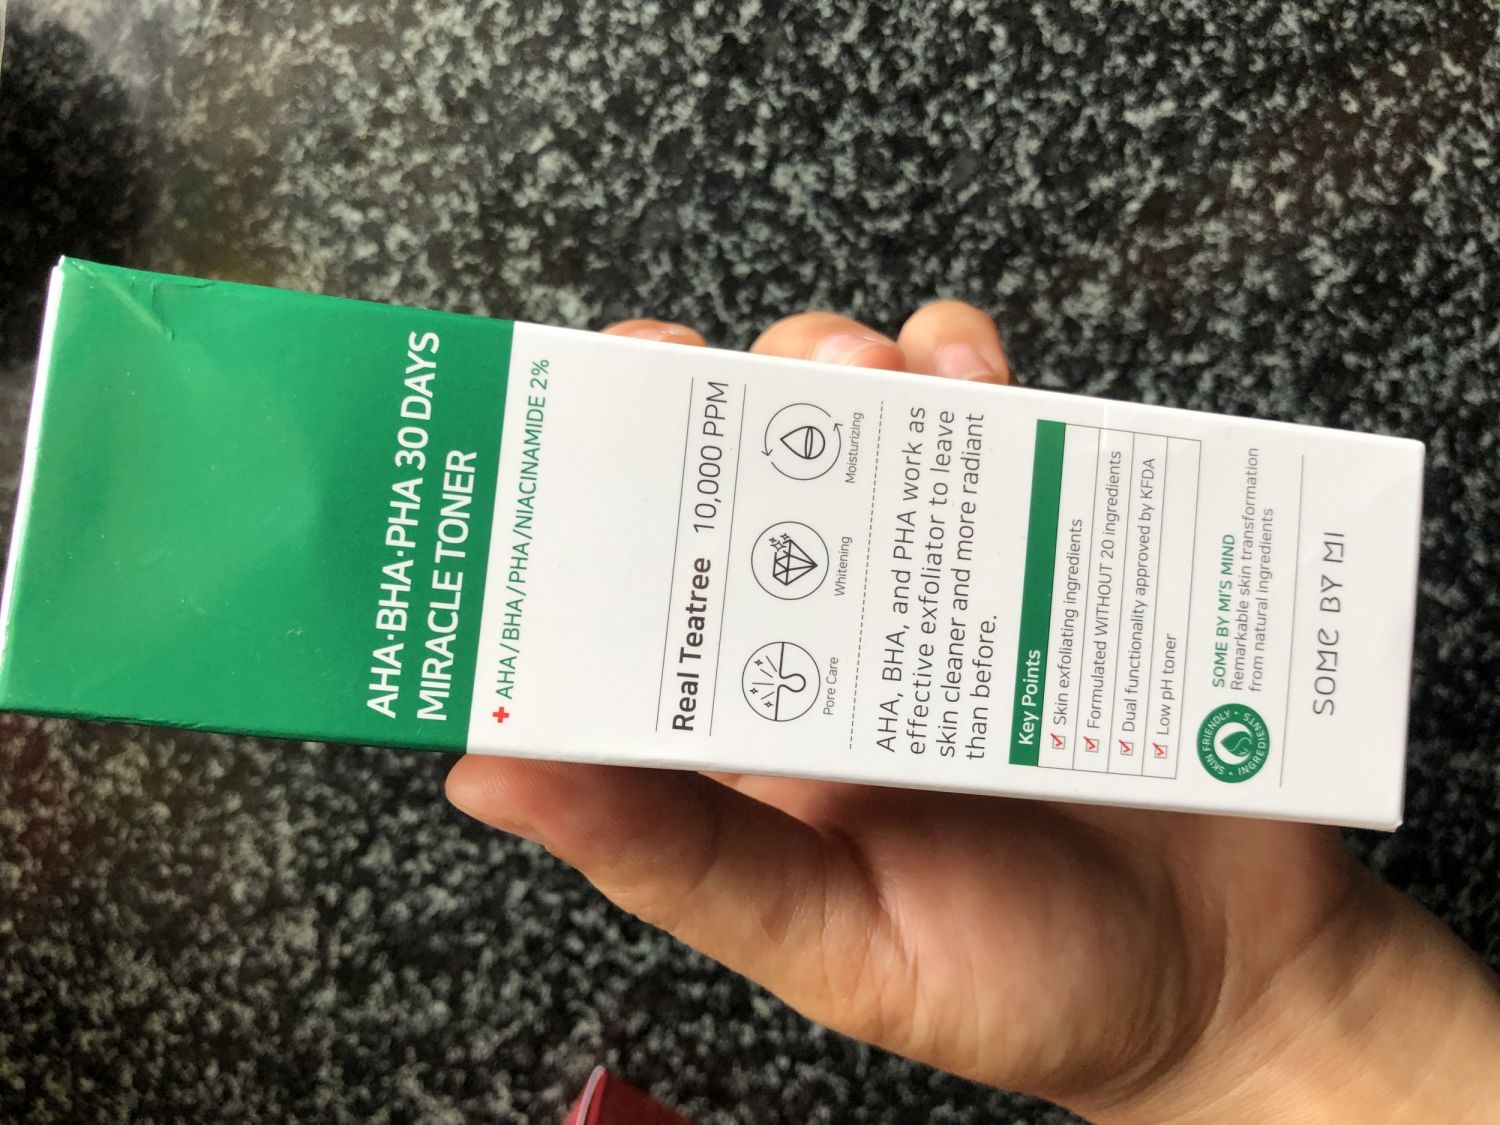 AHA·BHA·PHA 30 DAYS
MIRACLE TONER
+ AHA/BHA/PHA/NIACINAMIDE 2%
Real Teatree 10,000 PPM
Pore Care Whitening Moisturizing
AHA, BHA, and PHA work as
effective exfoliator to leave
skin cleaner and more radiant
than before.
Key Points
Skin exfoliating ingredients
Formulated WITHOUT 20 ingredients
Dual functionality approved by KFDA
Low pH toner
SKIN FRIENDLY • INGREDIENTS •
SOME BY MI'S MIND
Remarkable skin transformation
from natural ingredients
SOME BY MI